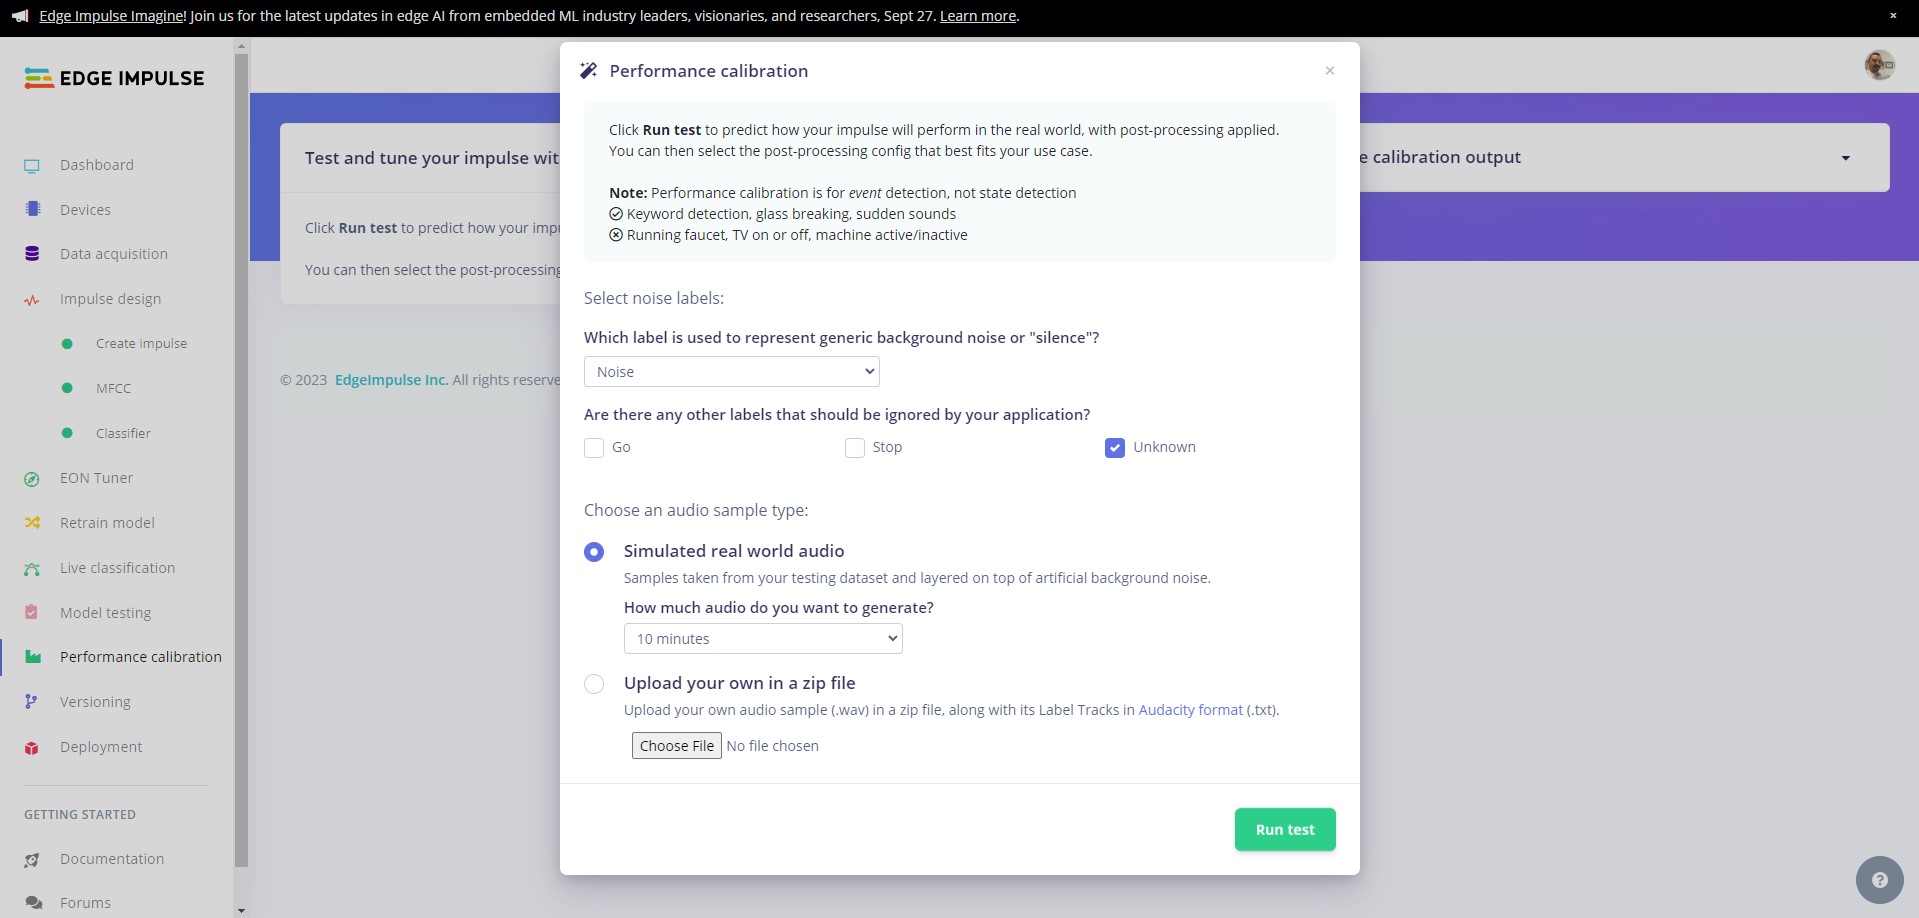 Edge Impulse Imagine! Join us for the latest updates in edge AI from embedded ML industry leaders, visionaries, and researchers, Sept 27. Learn more.
×
EDGE IMPULSE
Dashboard
Devices
Data acquisition
Impulse design
Create impulse
MFCC
Classifier
EON Tuner
Retrain model
Live classification
Model testing
Performance calibration
Versioning
Deployment
GETTING STARTED
Documentation
Forums
Test and tune your impulse wit
Click Run test to predict how your impu
You can then select the post-processing
© 2023 EdgeImpulse Inc. All rights reserve
e calibration output
Performance calibration
×
Click Run test to predict how your impulse will perform in the real world, with post-processing applied.
You can then select the post-processing config that best fits your use case.
Note: Performance calibration is for event detection, not state detection
Keyword detection, glass breaking, sudden sounds
Running faucet, TV on or off, machine active/inactive
Select noise labels:
Which label is used to represent generic background noise or "silence"?
Noise
Are there any other labels that should be ignored by your application?
Go Stop Unknown
Choose an audio sample type:
Simulated real world audio
Samples taken from your testing dataset and layered on top of artificial background noise.
How much audio do you want to generate?
10 minutes
Upload your own in a zip file
Upload your own audio sample (.wav) in a zip file, along with its Label Tracks in Audacity format (.txt).
Choose File No file chosen
Run test
?